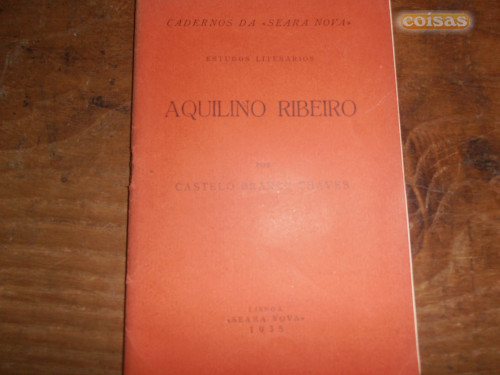 coisas
CADERNOS DA «SEARA NOVA»
ESTUDOS LITERÁRIOS
AQUILINO RIBEIRO
POR
CASTELO BRANCO CHAVES
LISBOA
«SEARA NOVA»